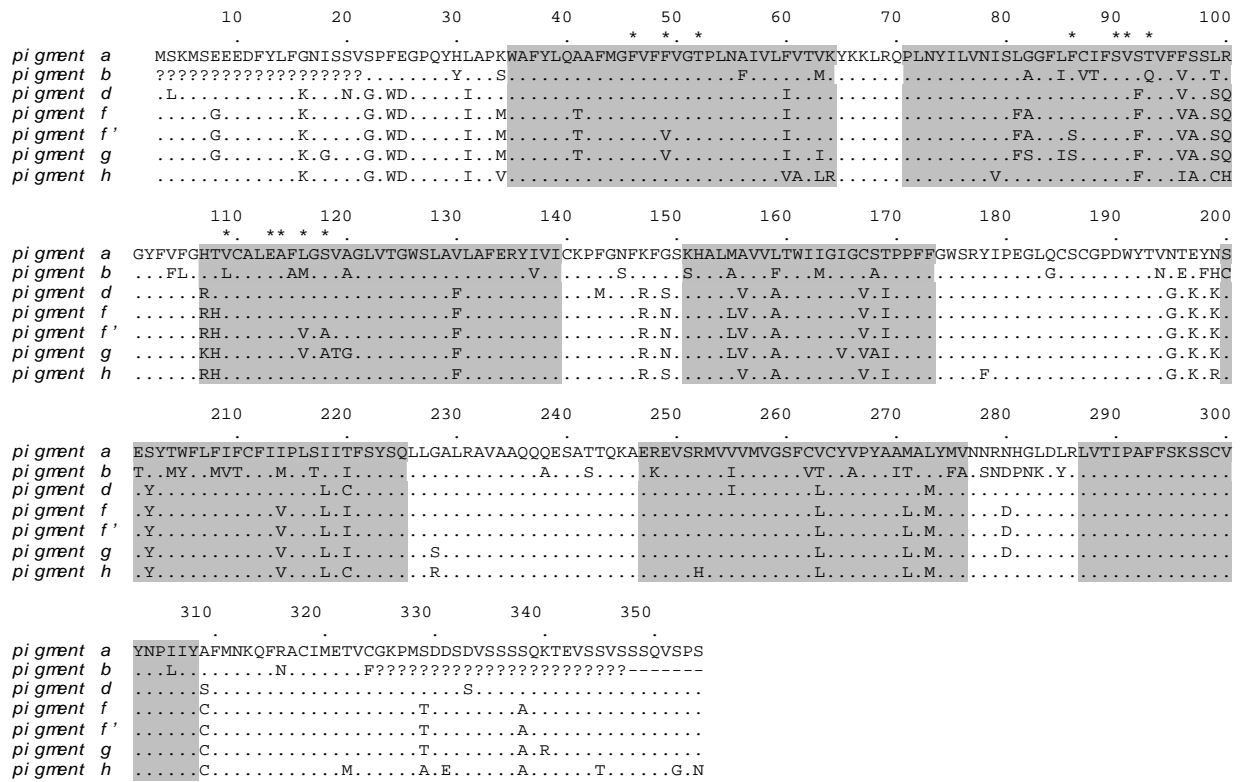 10 20 30 40 50 60 70 80 90 100
* * * * ** *
pigment a MSKMSEEEDFYLFGNISSVSPFEGPQYHLAPKWAFYLQAAFMGFVFFVGTPLNAIVLFVTVKYKKLRQPLNYILVNISLGGFLFCIFSVSTVFFSSLR
pigment b ???????????????????........Y...S.....................F......M..................A..I.VT....Q..V..T.
pigment d .L...........K...N.G.WD.....I............................I...............................F...V..SQ
pigment f .....G.......K.....G.WD.....I..M......T..................I....................FA.........F...VA.SQ
pigment f' .....G.......K.....G.WD.....I..M......T.......V..........I....................FA...S.....F...VA.SQ
pigment g .....G.......K.G...G.WD.....I..M......T.......V..........I..I.................FS..IS.....F...VA.SQ
pigment h .............K.....G.WD.....I..V.........................VA.LR..............V............F...IA.CH
110 120 130 140 150 160 170 180 190 200
* ** * *
pigment a GYFVFGHTVCALEAFLGSVAGLVTGWSLAVLAFERYIVICKPFGNFKFGSKHALMAVVLTWIIGIGCSTPPFFGWSRYIPEGLQCSCGPDWYTVNTEYNS
pigment b ...FL...L.....AM...A................V.......S.....S...A...F...M....A...............G.........N.E.FHC
pigment d ......R......................F............M...R.S......V..A.......V.I.........................G.K.K.
pigment f ......RH.....................F................R.N.....LV..A.......V.I.........................G.K.K.
pigment f' ......RH.......V.A...........F................R.N.....LV..A.......V.I.........................G.K.K.
pigment g ......KH.......V.ATG.........F................R.N.....LV..A.....V.VAI.........................G.K.K.
pigment h ......RH.....................F................R.S......V..A.......V.I........F................G.K.R.
210 220 230 240 250 260 270 280 290 300
pigment a ESYTWFLFIFCFIIPLSIITFSYSQLLGALRAVAAQQQESATTQKAEREVSRMVVVMVGSFCVCYVPYAAMALYMVNNRNHGLDLRLVTIPAFFSKSSCV
pigment b T..MY..MVT...M..T..I.................A...S.....K......I......VT..A...IT...FA.SNDPNK.Y...............
pigment d .Y...............L.C..................................I.......L.........M...........................
pigment f .Y...........V...L.I..........................................L.......L.M......D....................
pigment f' .Y...........V...L.I..........................................L.......L.M......D....................
pigment g .Y...........V...L.I.......S..................................L.......L.M......D....................
pigment h .Y...........V...L.C.......R.......................H..........L.......L.M...........................
310 320 330 340 350
pigment a YNPIIYAFMNKQFRACIMETVCGKPMSDDSDVSSSSQKTEVSSVSSSQVSPS
pigment b ...L.........N.......F???????????????????????-------
pigment d ......S.......................S.....................
pigment f ......C...................T........A................
pigment f' ......C...................T........A................
pigment g ......C...................T........A.R..............
pigment h ......C............M......A.E......A......T......G.N